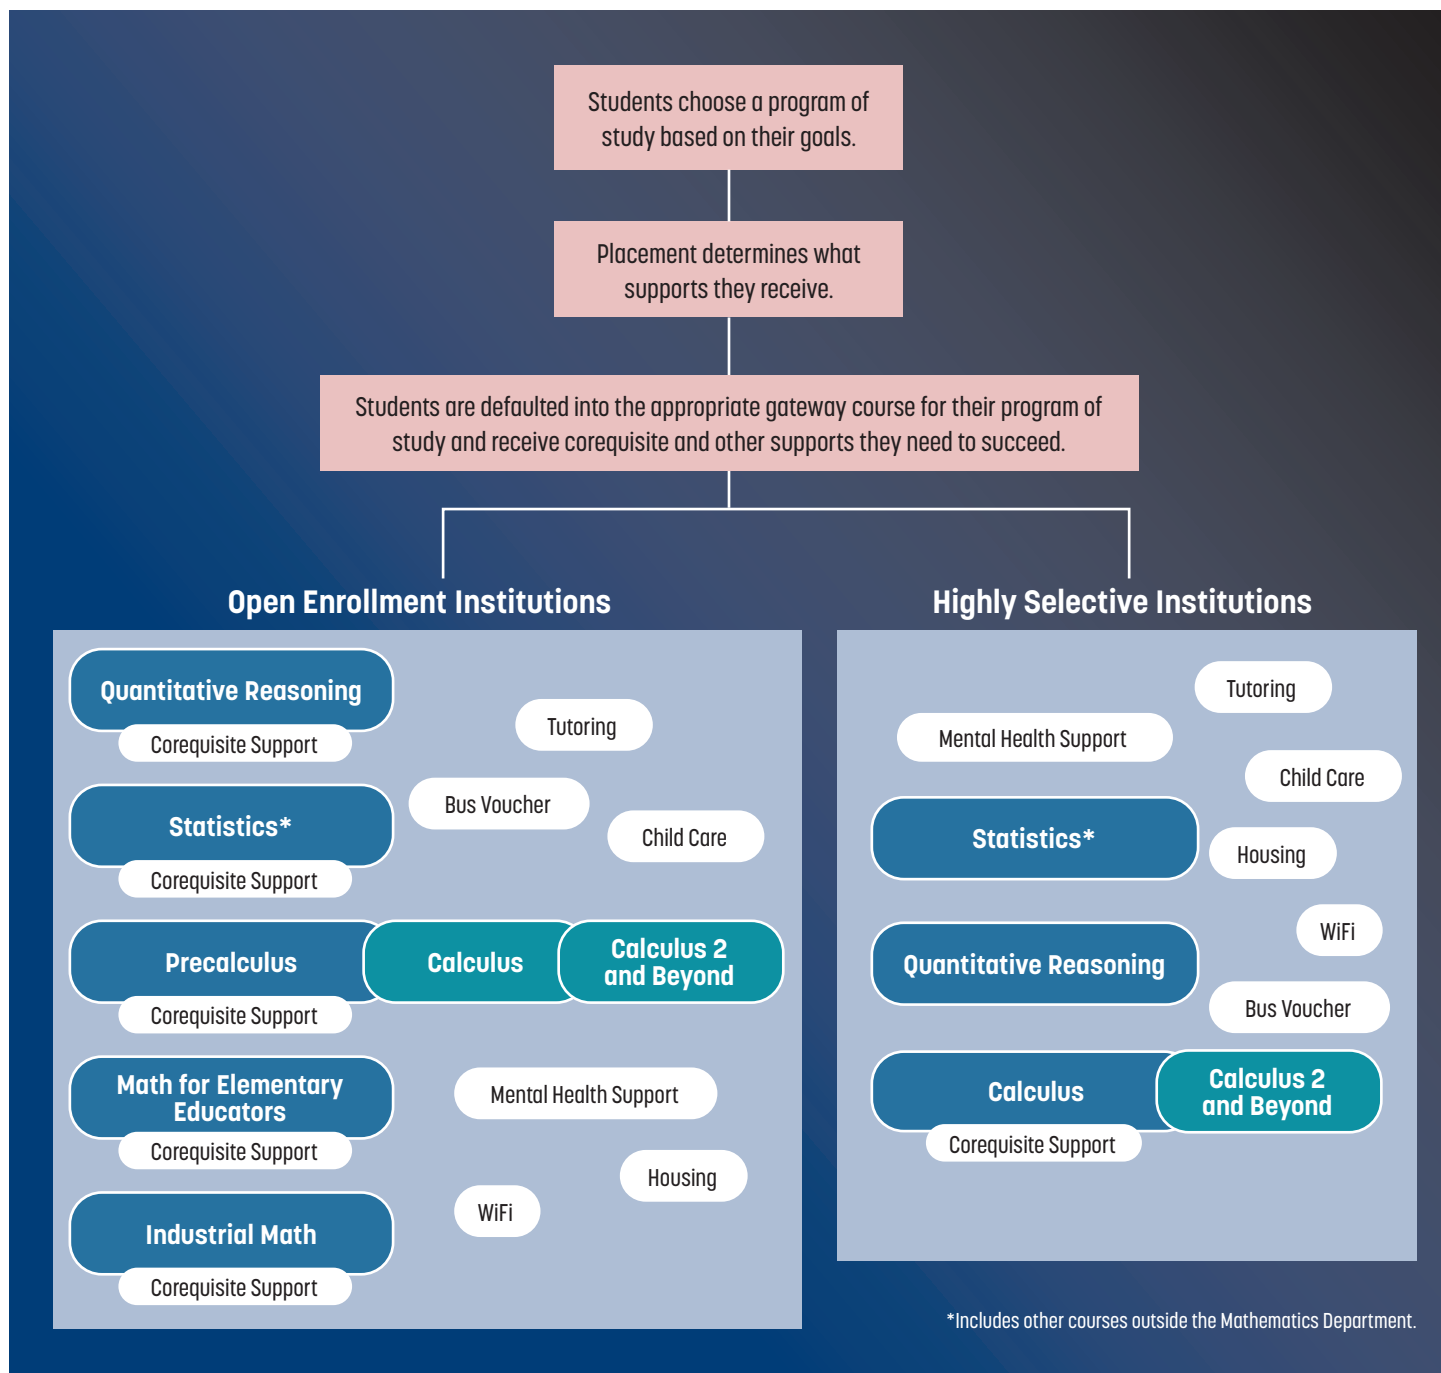 Students choose a program of
study based on their goals.
Placement determines what
supports they receive.
Students are defaulted into the appropriate gateway course for their program of
study and receive corequisite and other supports they need to succeed.
Open Enrollment Institutions
Quantitative Reasoning
Corequisite Support
Tutoring
Bus Voucher
Statistics*
Child Care
Corequisite Support
Precalculus
Calculus
Calculus 2
and Beyond
Corequisite Support
Math for Elementary
Educators
Mental Health Support
Corequisite Support
Housing
WiFi
Industrial Math
Corequisite Support
Highly Selective Institutions
Tutoring
Mental Health Support
Child Care
Statistics*
Housing
WiFi
Quantitative Reasoning
Bus Voucher
Calculus
Calculus 2
and Beyond
Corequisite Support
*Includes other courses outside the Mathematics Department.